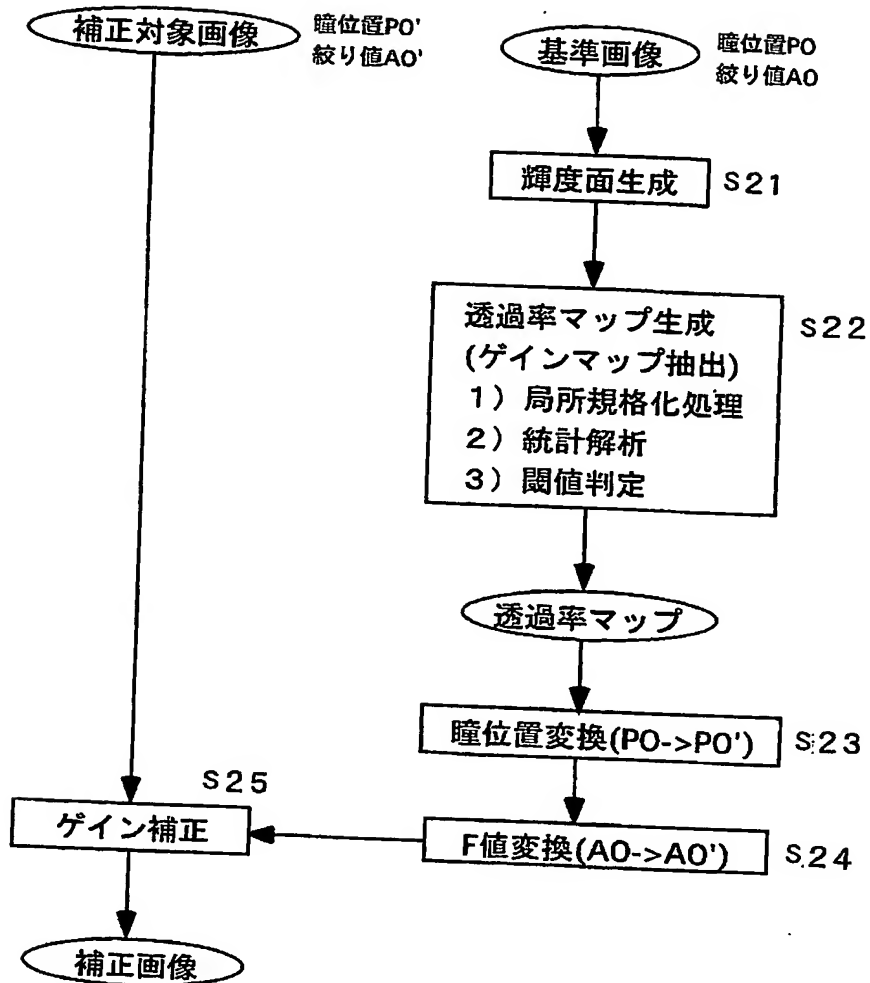 補正対象画像
瞳位置PO'
絞り値AO'
基準画像
瞳位置PO
絞り値AO
輝度面生成
S21
透過率マップ生成
(ゲインマップ抽出)
1）局所規格化処理
2）統計解析
3）閾値判定
S22
透過率マップ
瞳位置変換(PO->PO')
S23
S25
ゲイン補正
F値変換(AO->AO')
S24
補正画像